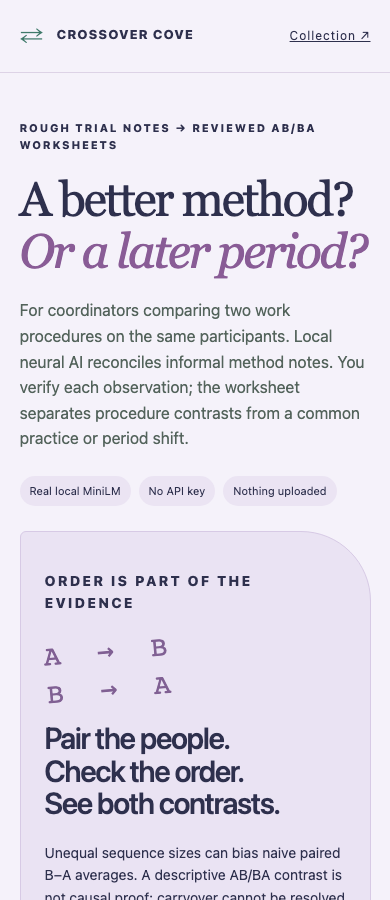 CROSSOVER COVE
Collection ↗
ROUGH TRIAL NOTES → REVIEWED AB/BA
WORKSHEETS
A better method?
Or a later period?
For coordinators comparing two work
procedures on the same participants. Local
neural AI reconciles informal method notes. You
verify each observation; the worksheet
separates procedure contrasts from a common
practice or period shift.
Real local MiniLM
No API key
Nothing uploaded
ORDER IS PART OF THE
EVIDENCE
A → B
B → A
Pair the people.
Check the order.
See both contrasts.
Unequal sequence sizes can bias naive paired
B−A averages. A descriptive AB/BA contrast is
not causal proof; carryover cannot be resolved